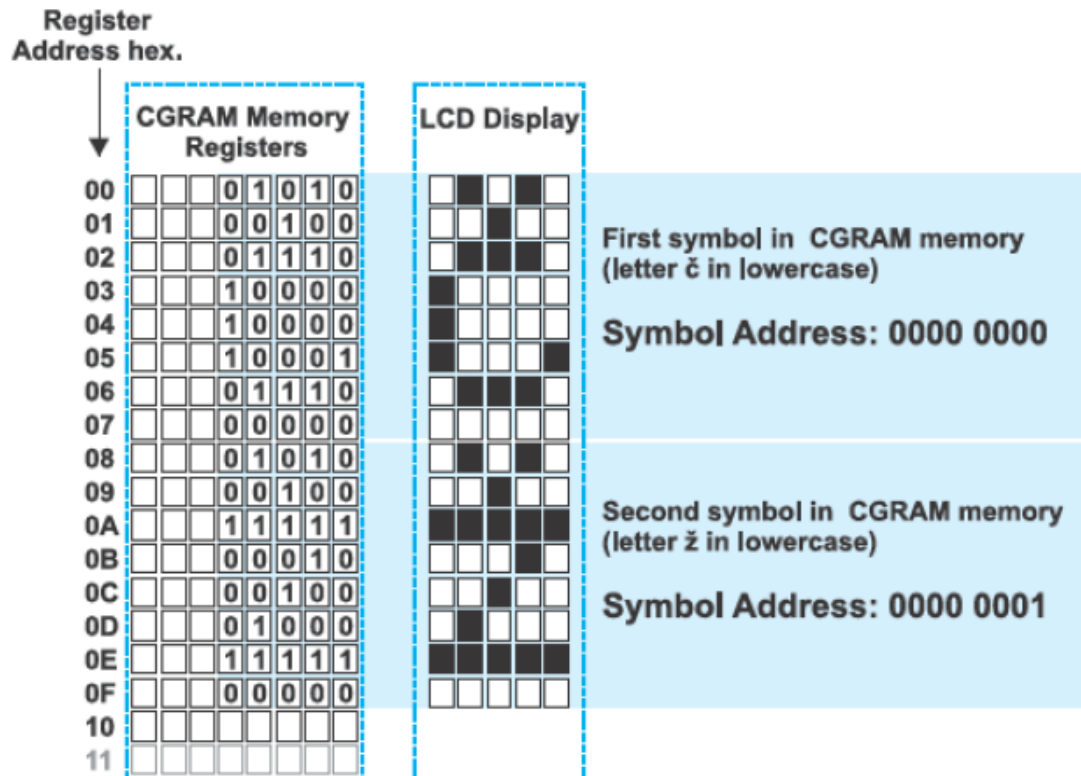 Register
Address hex.
CGRAM Memory
Registers
LCD Display
00 0 1 0 1 0
01 0 0 1 0 0
02 0 1 1 1 0
03 1 0 0 0 0
04 1 0 0 0 0
05 1 0 0 0 1
06 0 1 1 1 0
07 0 0 0 0 0
First symbol in CGRAM memory
(letter č in lowercase)
Symbol Address: 0000 0000
08 0 1 0 1 0
09 0 0 1 0 0
0A 1 1 1 1 1
0B 0 0 0 1 0
0C 0 0 1 0 0
0D 0 1 0 0 0
0E 1 1 1 1 1
0F 0 0 0 0 0
Second symbol in CGRAM memory
(letter ž in lowercase)
Symbol Address: 0000 0001
10
11